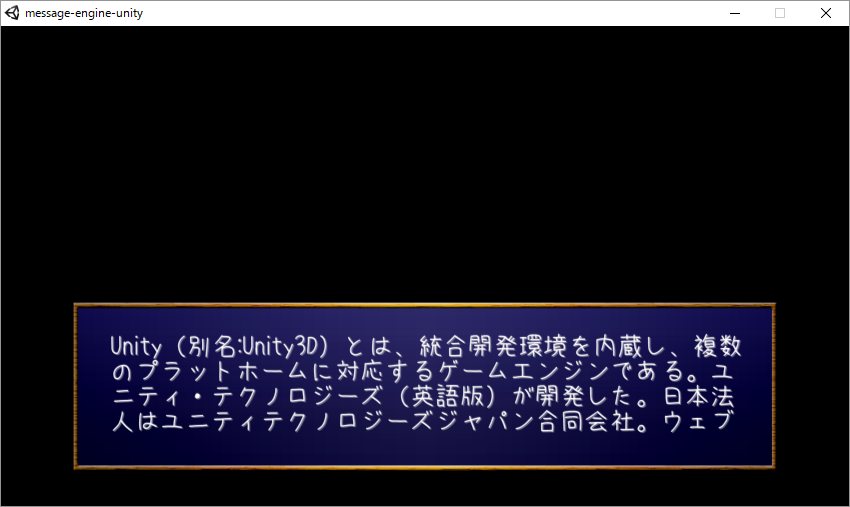 message-engine-unity
Unity（別名:Unity3D）とは、統合開発環境を内蔵し、複数
のプラットホームに対応するゲームエンジンである。ユ
ニティ・テクノロジーズ（英語版）が開発した。日本法
人はユニティテクノロジーズジャパン合同会社。ウェブ